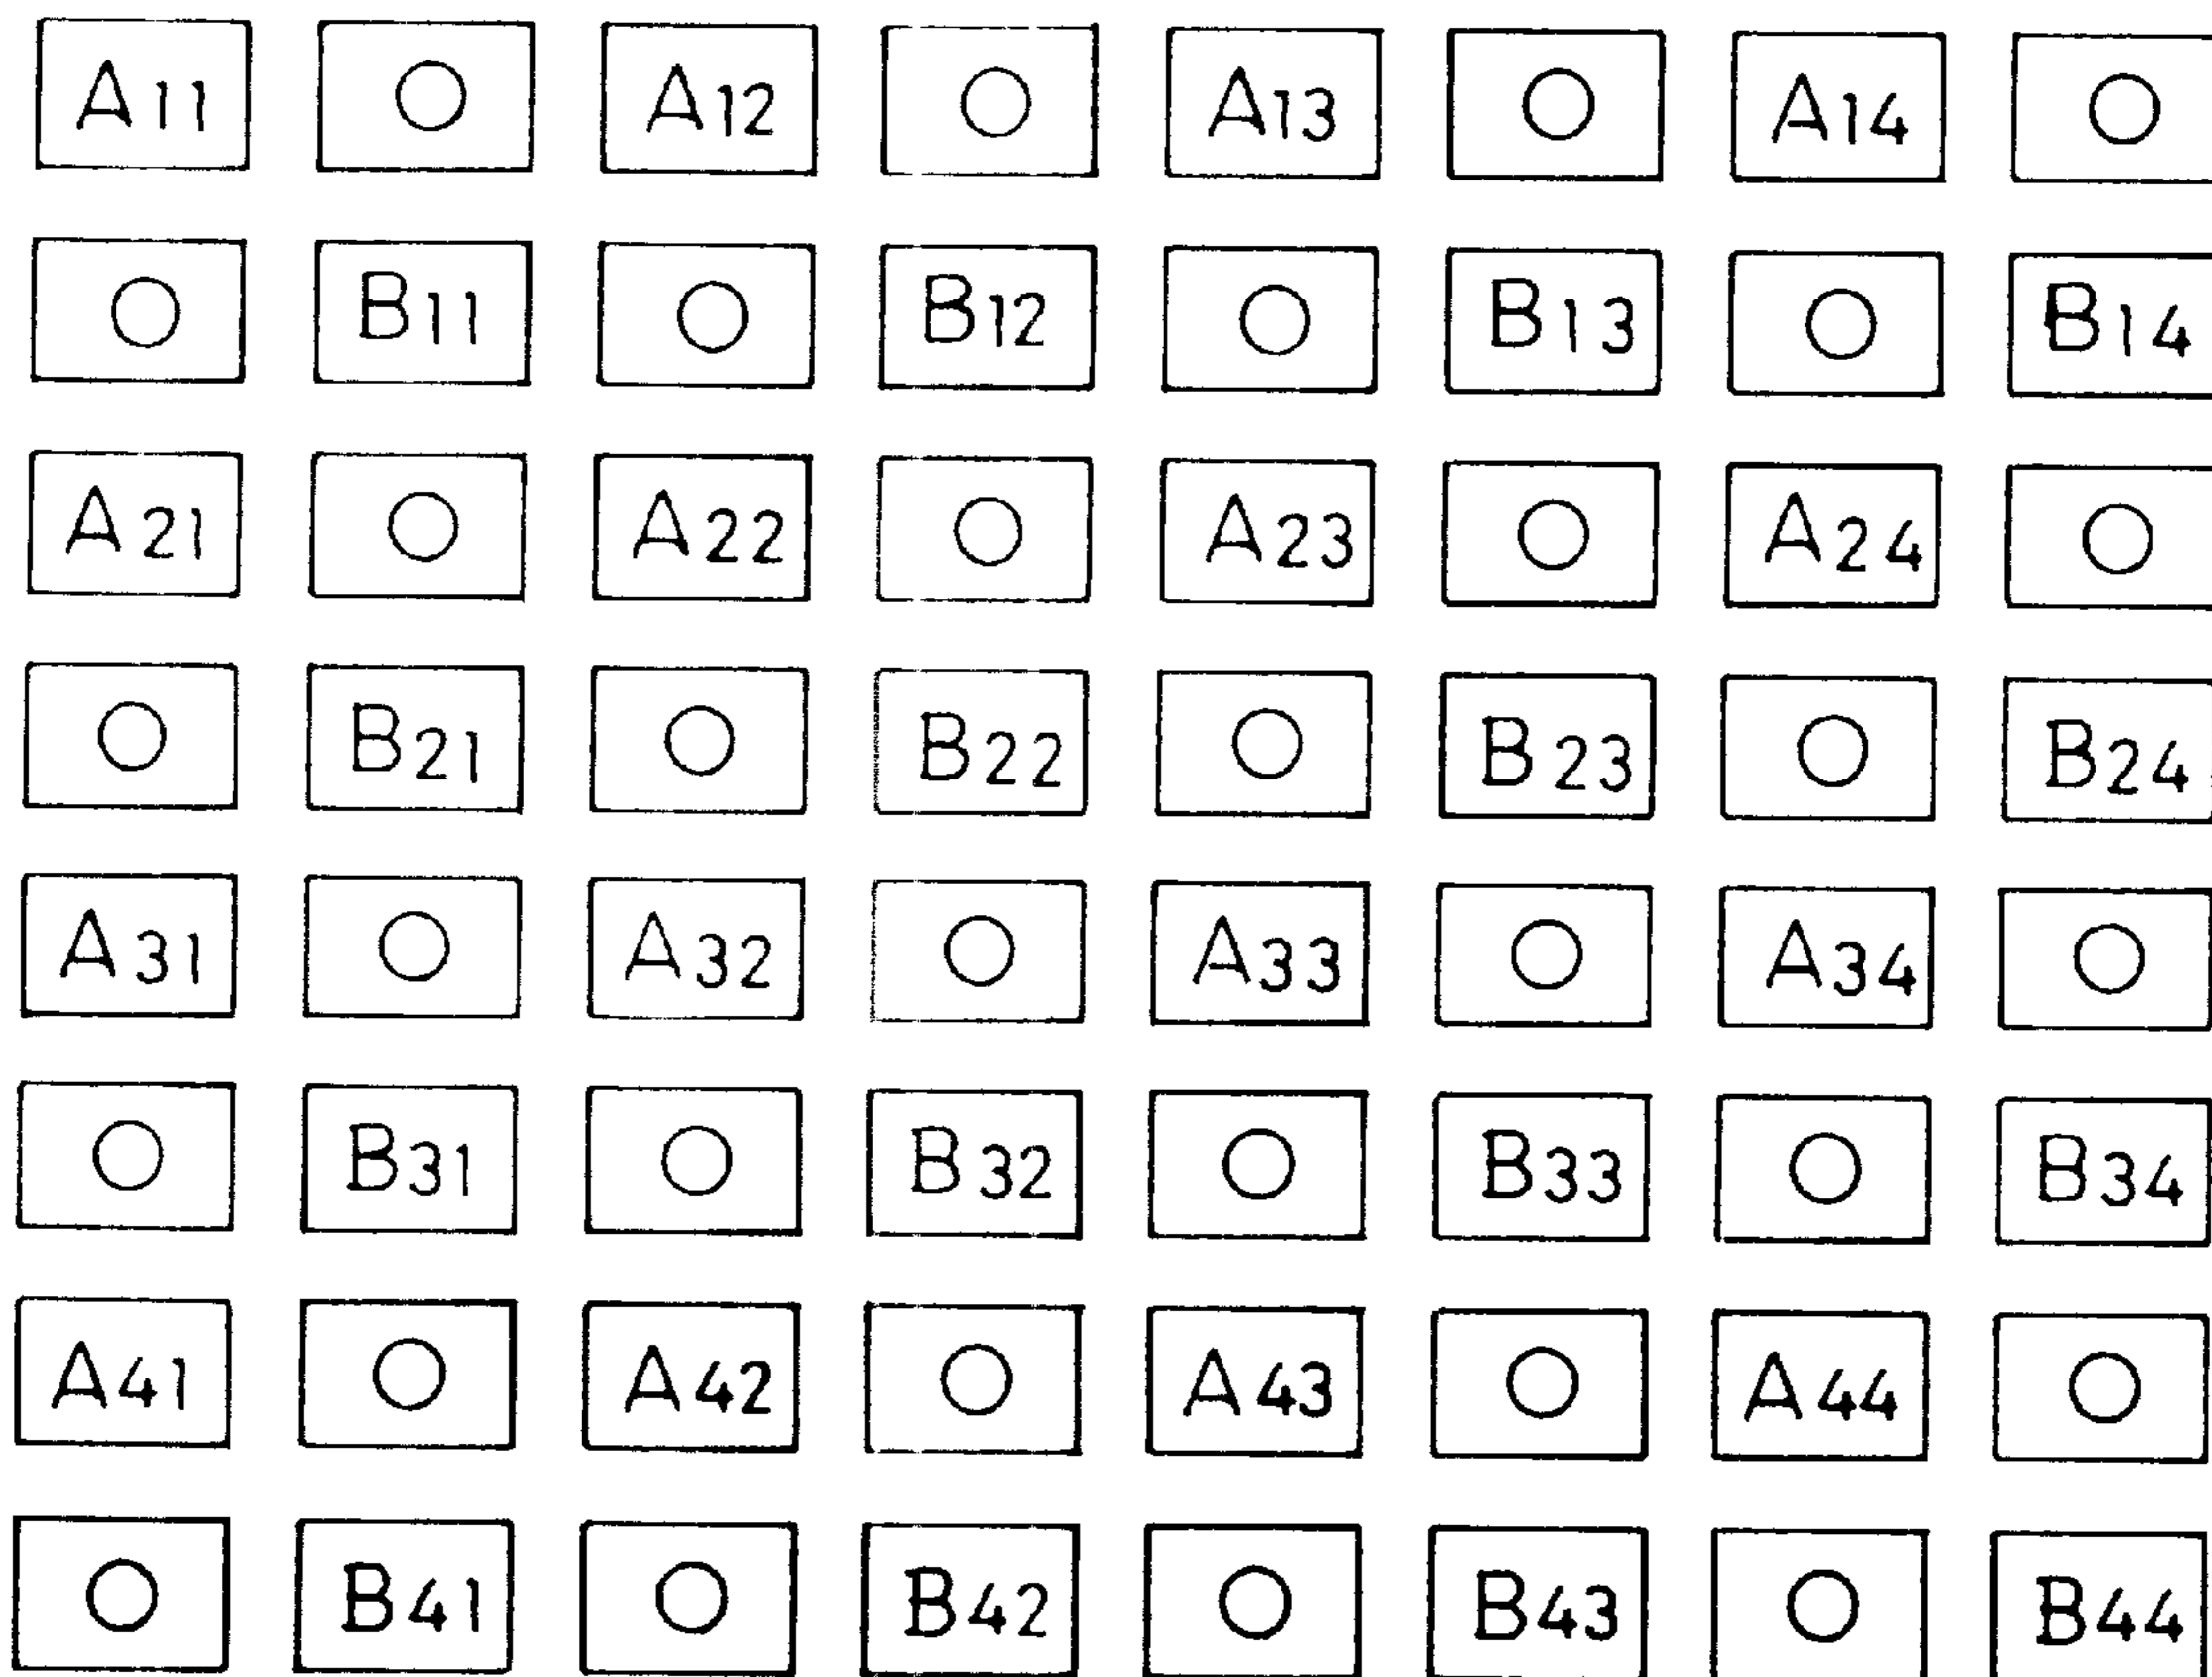 A11 ○ A12 ○ A13 ○ A14 ○
○ B11 ○ B12 ○ B13 ○ B14
A21 ○ A22 ○ A23 ○ A24 ○
○ B21 ○ B22 ○ B23 ○ B24
A31 ○ A32 ○ A33 ○ A34 ○
○ B31 ○ B32 ○ B33 ○ B34
A41 ○ A42 ○ A43 ○ A44 ○
○ B41 ○ B42 ○ B43 ○ B44